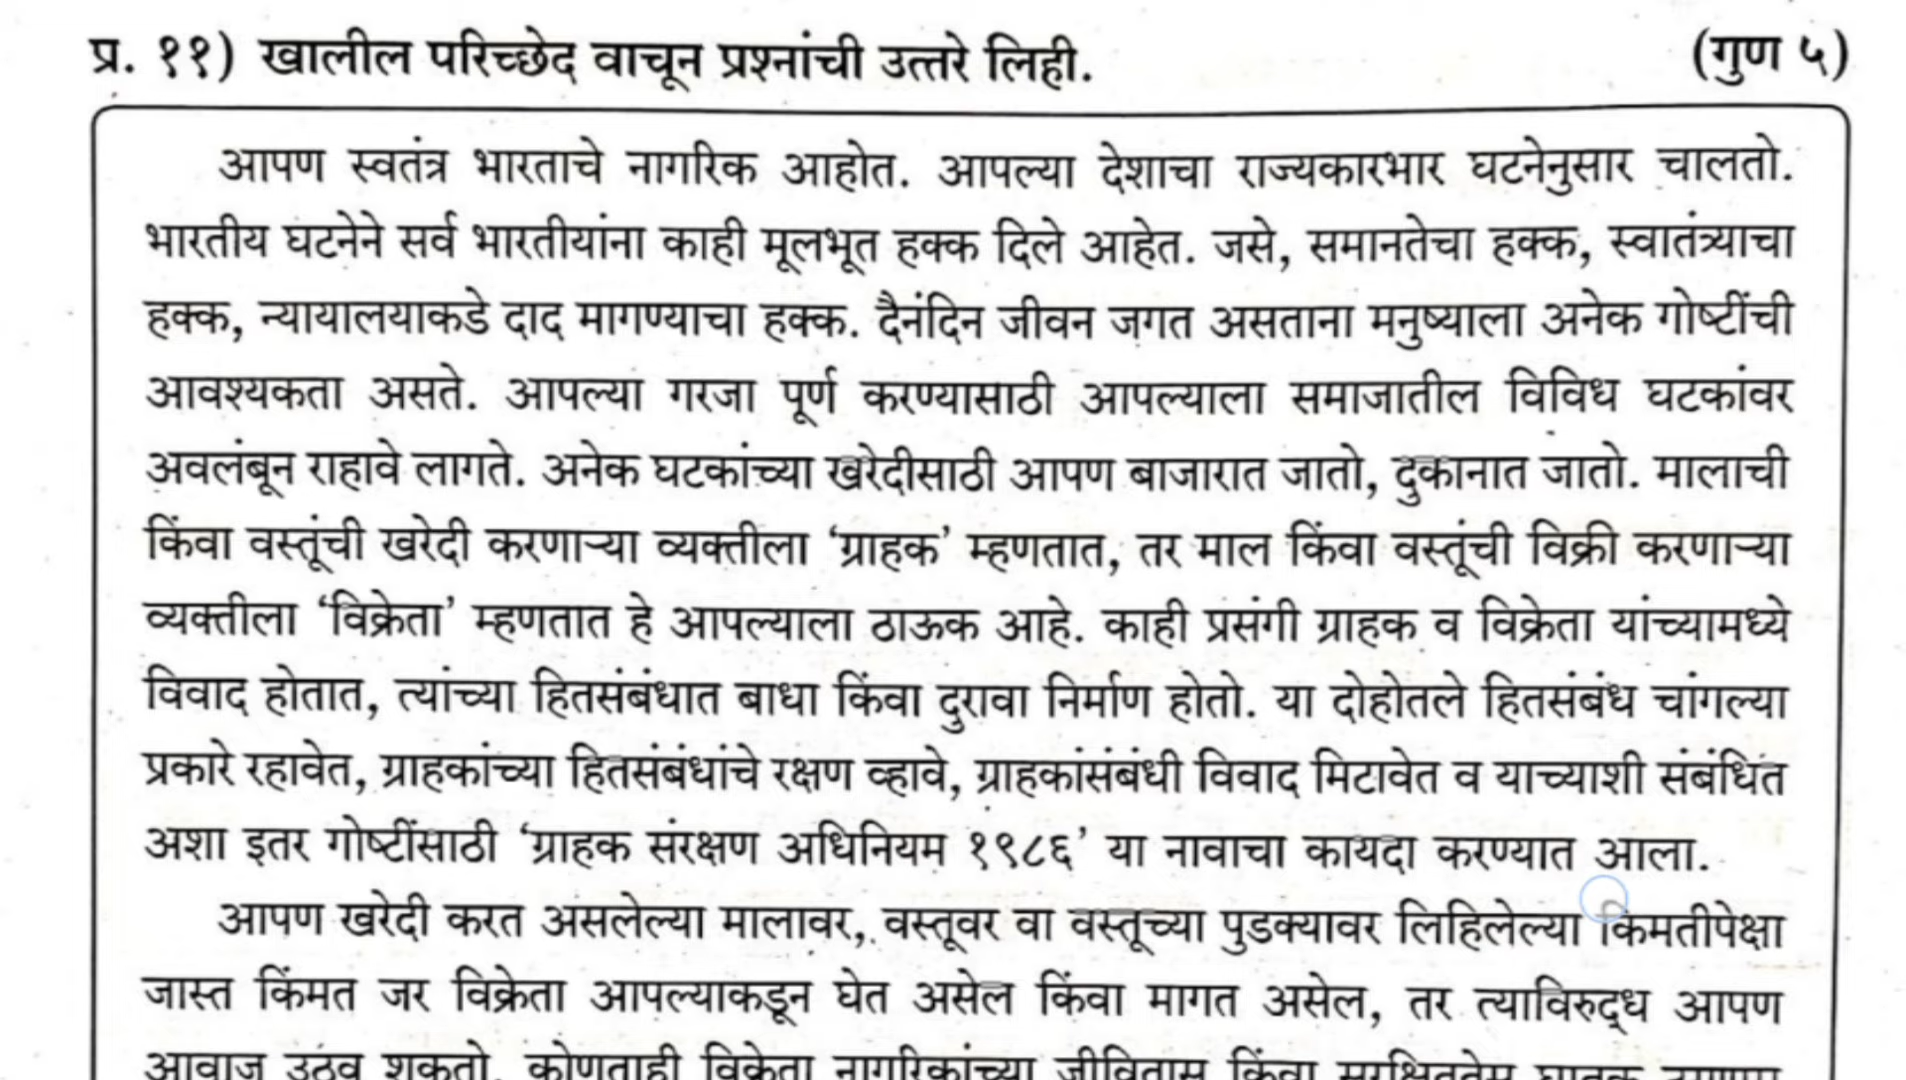 प्र. ११) खालील परिच्छेद वाचून प्रश्नांची उत्तरे लिही. (गुण ५)
आपण स्वतंत्र भारताचे नागरिक आहोत. आपल्या देशाचा राज्यकारभार घटनेनुसार चालतो.
भारतीय घटनेने सर्व भारतीयांना काही मूलभूत हक्क दिले आहेत. जसे, समानतेचा हक्क, स्वातंत्र्याचा
हक्क, न्यायालयाकडे दाद मागण्याचा हक्क. दैनंदिन जीवन जगत असताना मनुष्याला अनेक गोष्टींची
आवश्यकता असते. आपल्या गरजा पूर्ण करण्यासाठी आपल्याला समाजातील विविध घटकांवर
अवलंबून राहावे लागते. अनेक घटकांच्या खरेदीसाठी आपण बाजारात जातो, दुकानात जातो. मालाची
किंवा वस्तूंची खरेदी करणाऱ्या व्यक्तीला ‘ग्राहक’ म्हणतात, तर माल किंवा वस्तूंची विक्री करणाऱ्या
व्यक्तीला ‘विक्रेता’ म्हणतात हे आपल्याला ठाऊक आहे. काही प्रसंगी ग्राहक व विक्रेता यांच्यामध्ये
विवाद होतात, त्यांच्या हितसंबंधात बाधा किंवा दुरावा निर्माण होतो. या दोहोतले हितसंबंध चांगल्या
प्रकारे रहावेत, ग्राहकांच्या हितसंबंधांचे रक्षण व्हावे, ग्राहकांसंबंधी विवाद मिटावेत व याच्याशी संबंधित
अशा इतर गोष्टींसाठी ‘ग्राहक संरक्षण अधिनियम १९८६’ या नावाचा कायदा करण्यात आला.
आपण खरेदी करत असलेल्या मालावर, वस्तूवर वा वस्तूच्या पुडक्यावर लिहिलेल्या किमतीपेक्षा
जास्त किंमत जर विक्रेता आपल्याकडून घेत असेल किंवा मागत असेल, तर त्याविरुद्ध आपण
आवाज उठवू शकतो. कोणताही विक्रेता नागरिकांच्या जीवितास किंवा सुरक्षिततेस घातक